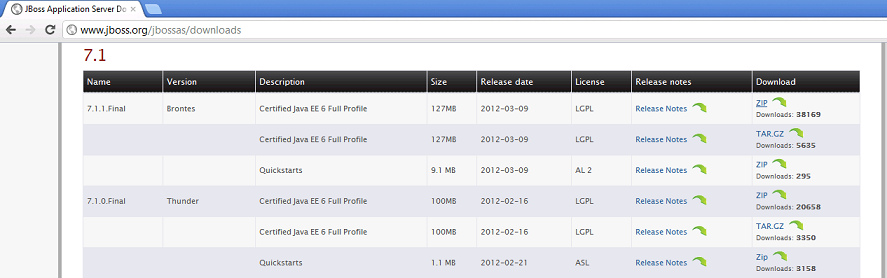 JBoss Application Server Do
www.jboss.org/jbossas/downloads
7.1
Name Version Description Size Release date License Release notes Download
7.1.1.Final Brontes Certified Java EE 6 Full Profile 127MB 2012-03-09 LGPL Release Notes ZIP
Downloads: 38169
Certified Java EE 6 Full Profile 127MB 2012-03-09 LGPL Release Notes TAR.GZ
Downloads: 5635
Quickstarts 9.1 MB 2012-03-09 AL 2 Release Notes ZIP
Downloads: 295
7.1.0.Final Thunder Certified Java EE 6 Full Profile 100MB 2012-02-16 LGPL Release Notes ZIP
Downloads: 20658
Certified Java EE 6 Full Profile 100MB 2012-02-16 LGPL Release Notes TAR.GZ
Downloads: 3350
Quickstarts 1.1 MB 2012-02-21 ASL Release Notes Zip
Downloads: 3158